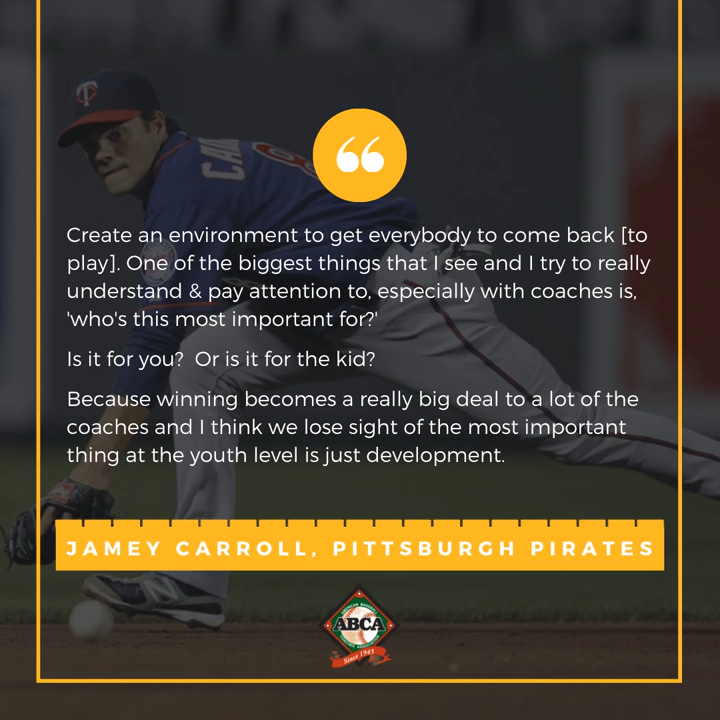 T
CAR
8
“
Create an environment to get everybody to come back [to
play]. One of the biggest things that I see and I try to really
understand & pay attention to, especially with coaches is,
'who's this most important for?'
Is it for you?  Or is it for the kid?
Because winning becomes a really big deal to a lot of the
coaches and I think we lose sight of the most important
thing at the youth level is just development.
JAMEY CARROLL, PITTSBURGH PIRATES
ABCA
Since 1945